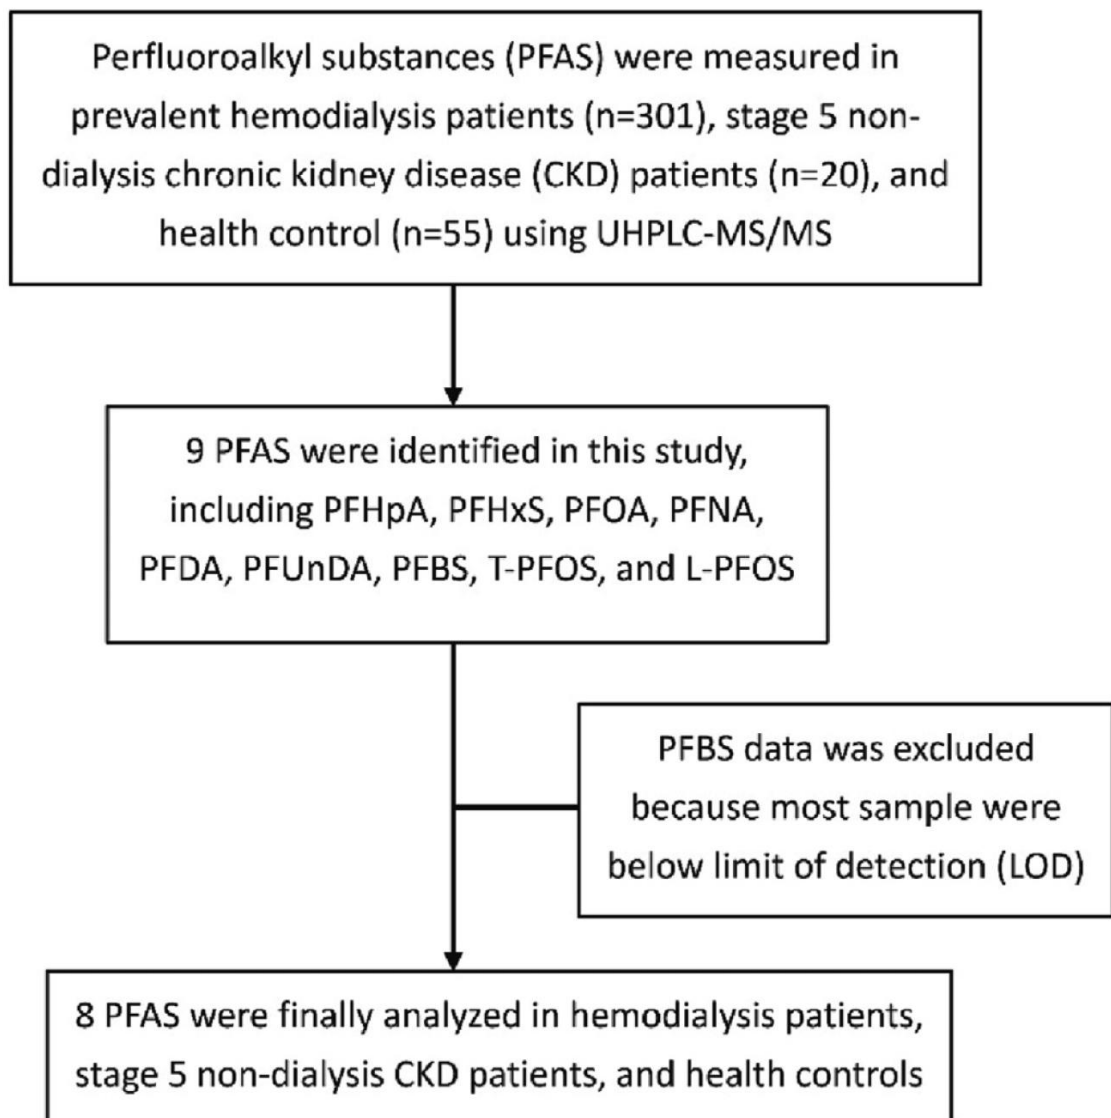 Perfluoroalkyl substances (PFAS) were measured in
prevalent hemodialysis patients (n=301), stage 5 non-
dialysis chronic kidney disease (CKD) patients (n=20), and
health control (n=55) using UHPLC-MS/MS
9 PFAS were identified in this study,
including PFHpA, PFHxS, PFOA, PFNA,
PFDA, PFUnDA, PFBS, T-PFOS, and L-PFOS
PFBS data was excluded
because most sample were
below limit of detection (LOD)
8 PFAS were finally analyzed in hemodialysis patients,
stage 5 non-dialysis CKD patients, and health controls